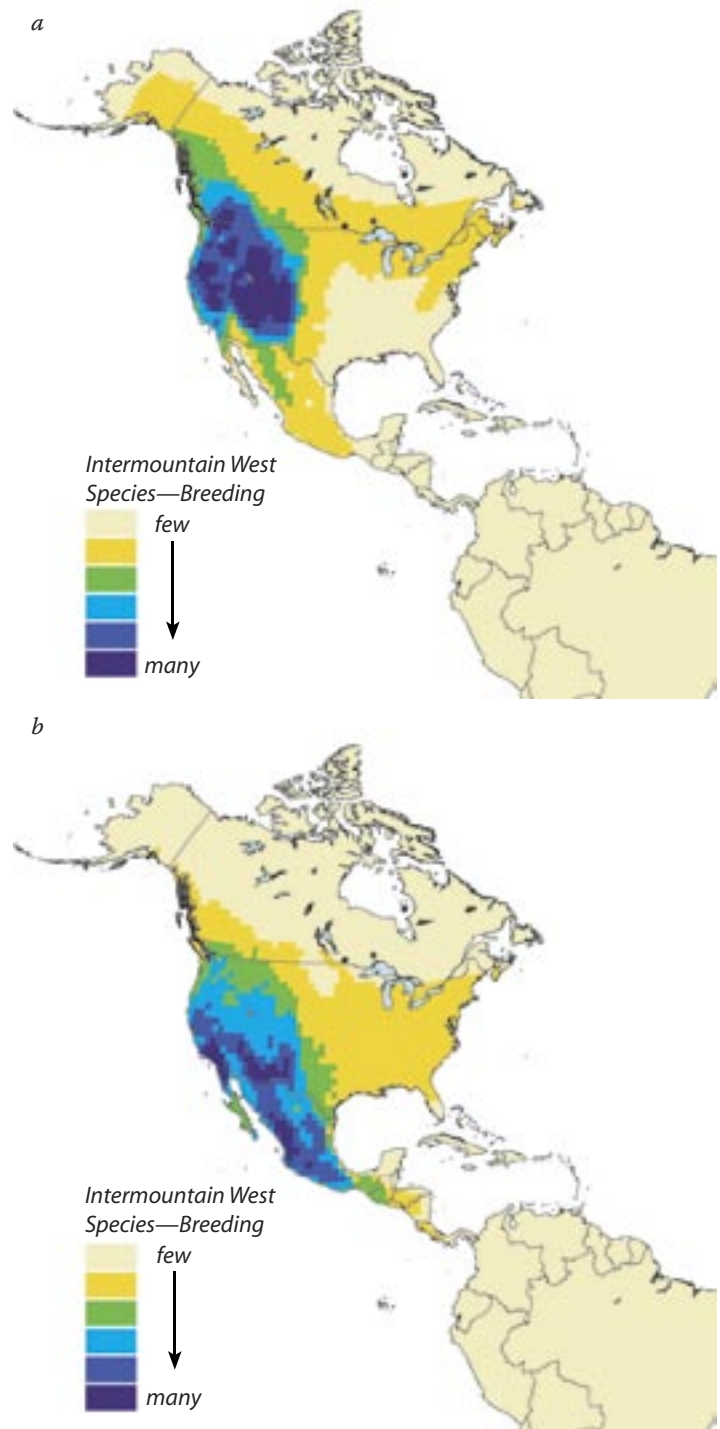 a
Intermountain West
Species—Breeding
few
many
b
Intermountain West
Species—Breeding
few
many